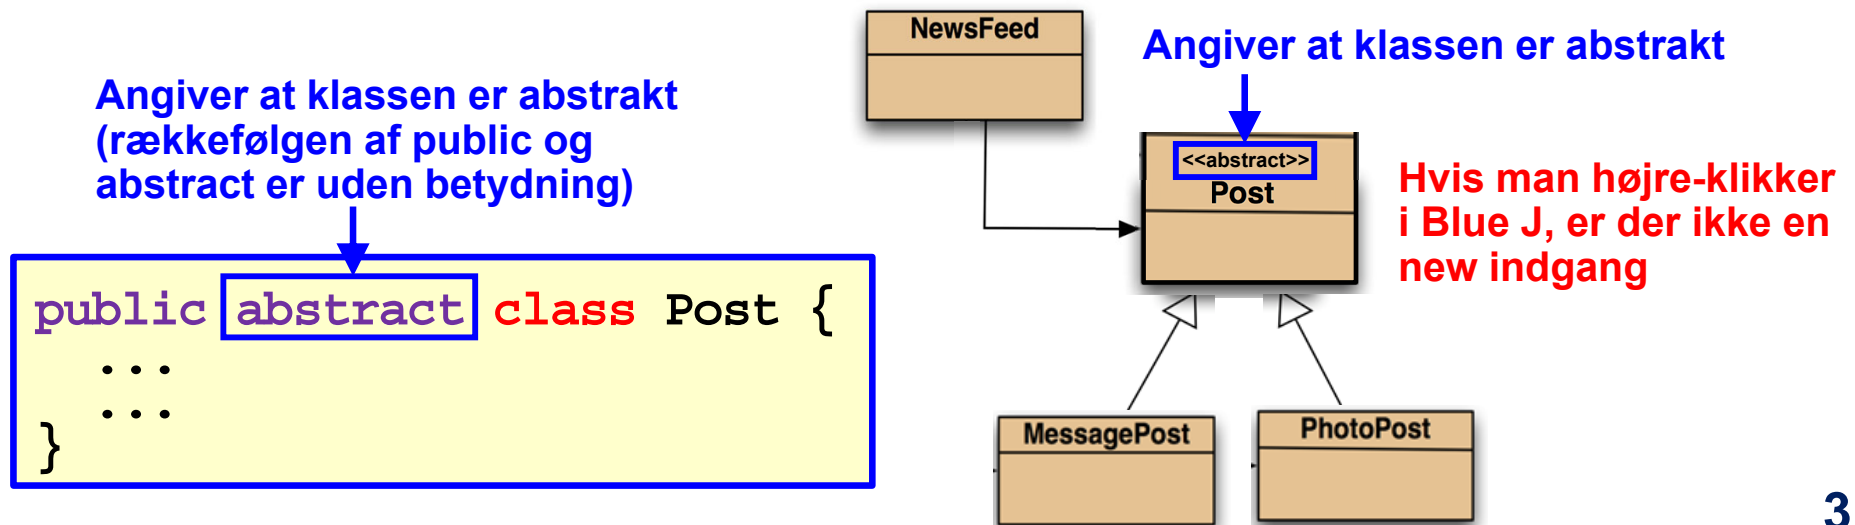 Angiver at klassen er abstrakt
(rækkefølgen af public og
abstract er uden betydning)
public abstract class Post {
...
...
}
NewsFeed
Angiver at klassen er abstrakt
<<abstract>>
Post
Hvis man højre-klikker
i Blue J, er der ikke en
new indgang
MessagePost
PhotoPost
3